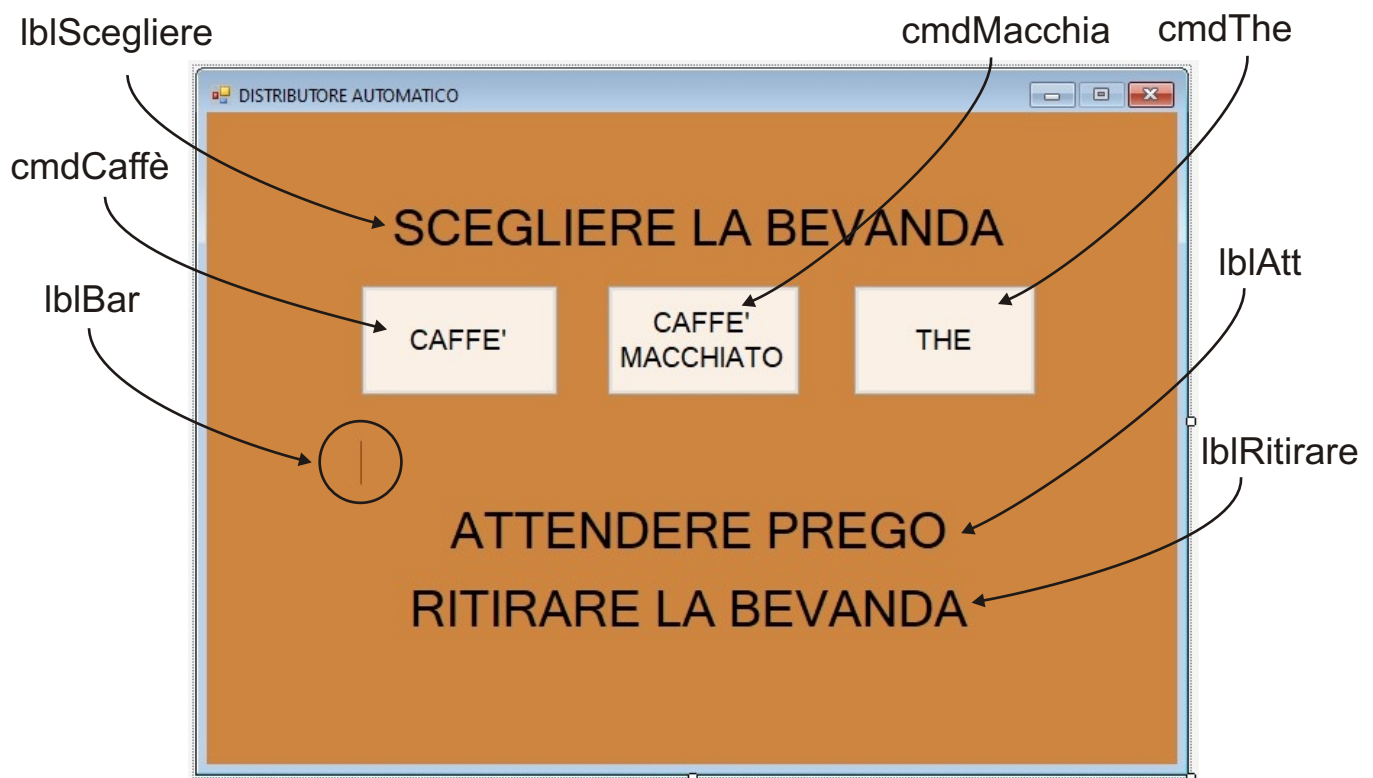 lblScegliere
cmdMacchia
cmdThe
DISTRIBUTORE AUTOMATICO
cmdCaffè
SCEGLIERE LA BEVANDA
lblAtt
lblBar
CAFFE'
CAFFE'
MACCHIATO
THE
lblRitirare
ATTENDERE PREGO
RITIRARE LA BEVANDA